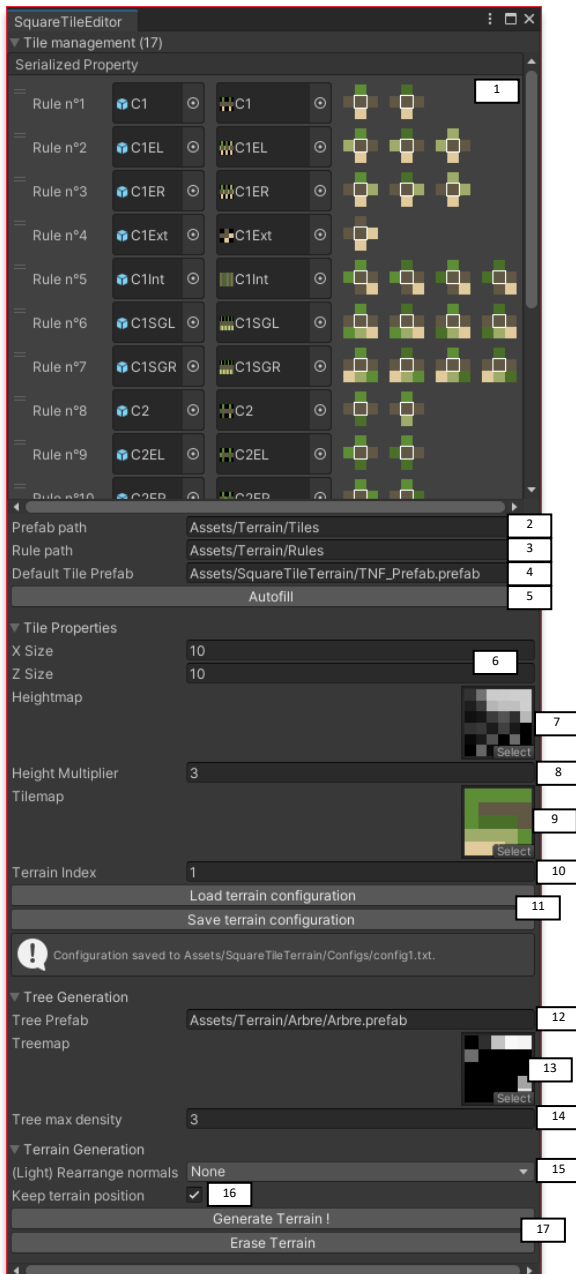 SquareTileEditor
Tile management (17)
Serialized Property
1
Rule n°1 C1 C1
Rule n°2 C1EL C1EL
Rule n°3 C1ER C1ER
Rule n°4 C1Ext C1Ext
Rule n°5 C1Int C1Int
Rule n°6 C1SGL C1SGL
Rule n°7 C1SGR C1SGR
Rule n°8 C2 C2
Rule n°9 C2EL C2EL
Rule n°10 C2ER C2ER
Prefab path Assets/Terrain/Tiles 2
Rule path Assets/Terrain/Rules 3
Default Tile Prefab Assets/SquareTileTerrain/TNF_Prefab.prefab 4
Autofill 5
Tile Properties
X Size 10
6
Z Size 10
Heightmap
7
Select
Height Multiplier 3 8
Tilemap
9
Select
Terrain Index 1 10
Load terrain configuration
11
Save terrain configuration
Configuration saved to Assets/SquareTileTerrain/Configs/config1.txt.
Tree Generation
Tree Prefab Assets/Terrain/Arbre/Arbre.prefab 12
Treemap
13
Select
Tree max density 3 14
Terrain Generation
(Light) Rearrange normals None 15
Keep terrain position 16
Generate Terrain !
17
Erase Terrain